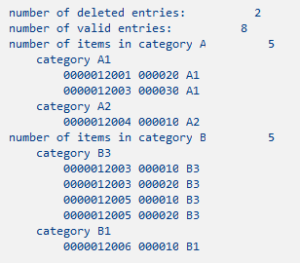 number of deleted entries: 2
number of valid entries: 8
number of items in category A 5
category A1
0000012001 000020 A1
0000012003 000030 A1
category A2
0000012004 000010 A2
number of items in category B 5
category B3
0000012003 000010 B3
0000012003 000020 B3
0000012005 000010 B3
0000012005 000020 B3
category B1
0000012006 000010 B1